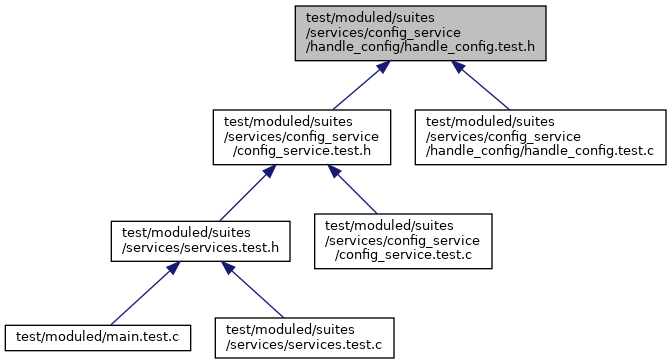 test/moduled/suites
/services/config_service
/handle_config/handle_config.test.h
test/moduled/suites
/services/config_service
/config_service.test.h
test/moduled/suites
/services/config_service
/handle_config/handle_config.test.c
test/moduled/suites
/services/services.test.h
test/moduled/suites
/services/config_service
/config_service.test.c
test/moduled/main.test.c
test/moduled/suites
/services/services.test.c